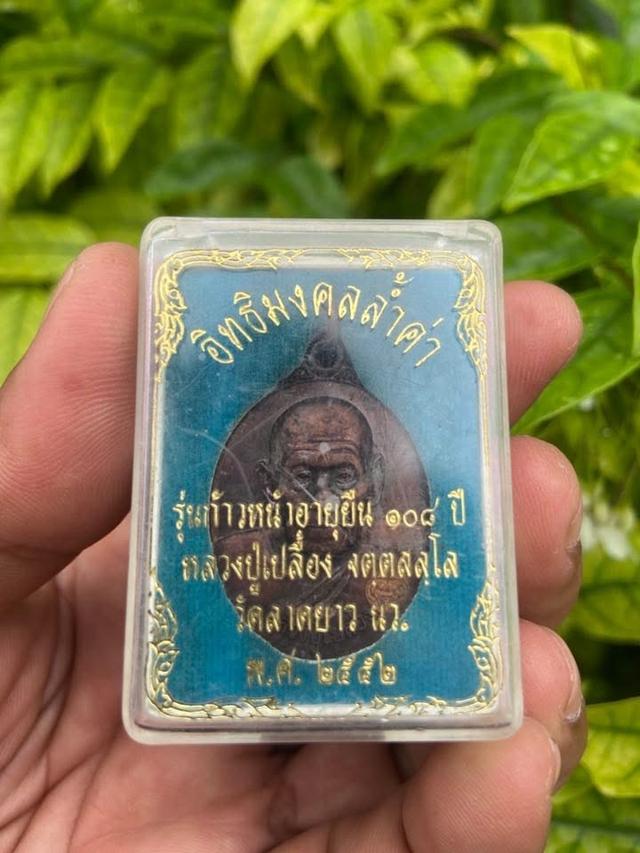 อิทธิมงคลล้ำค่า
รุ่นก้าวหน้าอายุยืน ๑๐๘ ปี
หลวงปู่เปลื้อง จตฺตสลฺโล
วัดลาดยาว นว.
พ.ศ. ๒๕๕๒